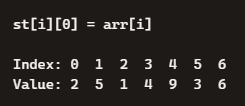 st[i][0] = arr[i]
Index: 0 1 2 3 4 5 6
Value: 2 5 1 4 9 3 6